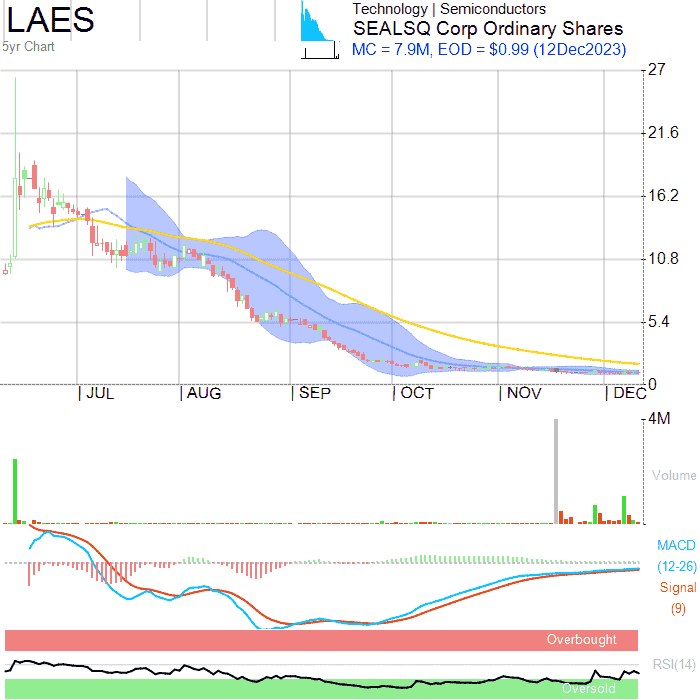 LAES
5yr Chart
Technology | Semiconductors
SEALSQ Corp Ordinary Shares
MC = 7.9M, EOD = $0.99 (12Dec2023)
27
21.6
16.2
10.8
5.4
0
JUL
AUG
SEP
OCT
NOV
DEC
4M
Volume
MACD
(12-26)
Signal
(9)
Overbought
RSI(14)
Oversold